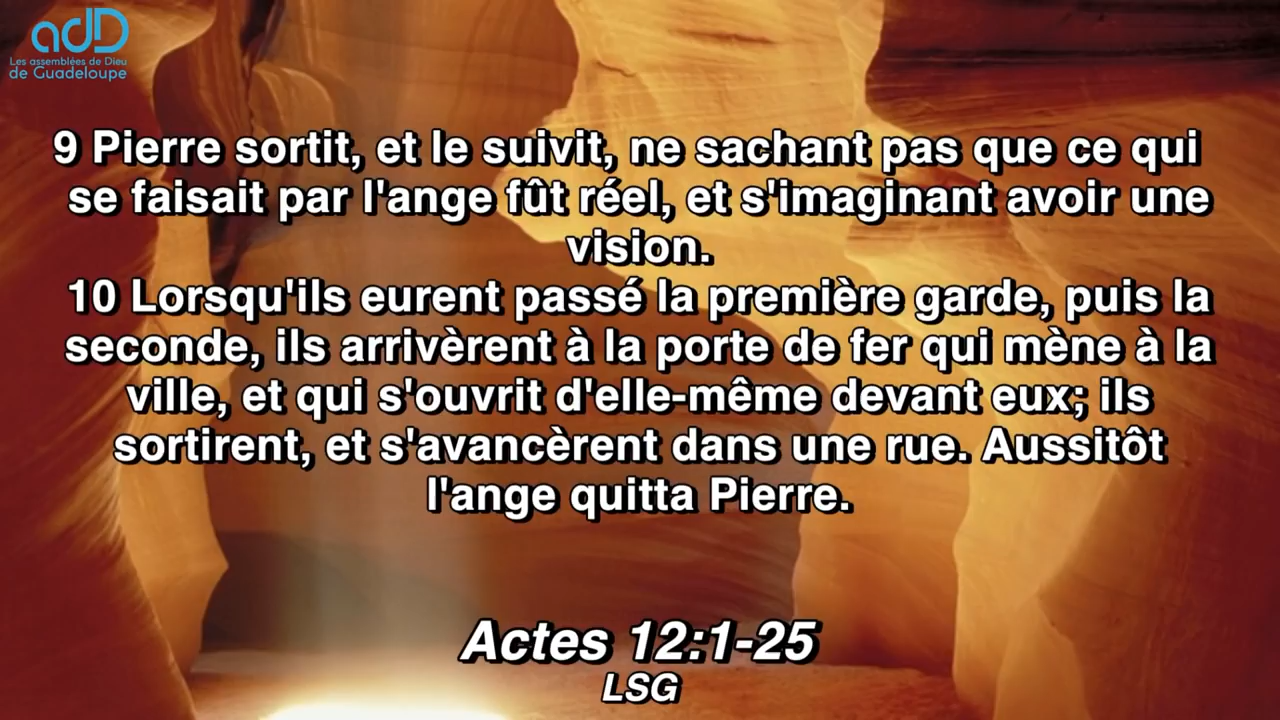 adD
Les assemblées de Dieu
de Guadeloupe
9 Pierre sortit, et le suivit, ne sachant pas que ce qui
se faisait par l'ange fût réel, et s'imaginant avoir une
vision.
10 Lorsqu'ils eurent passé la première garde, puis la
seconde, ils arrivèrent à la porte de fer qui mène à la
ville, et qui s'ouvrit d'elle-même devant eux; ils
sortirent, et s'avancèrent dans une rue. Aussitôt
l'ange quitta Pierre.
Actes 12:1-25
LSG